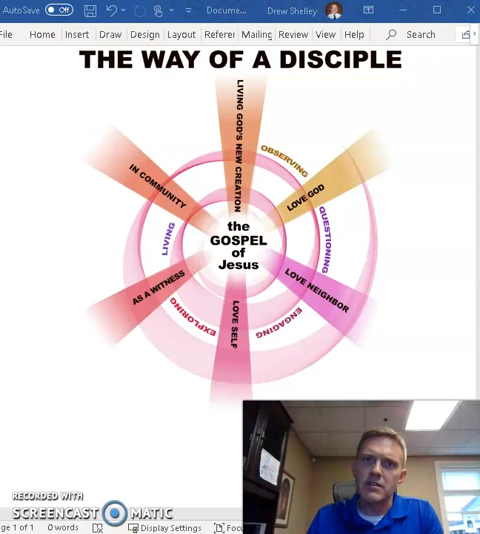 AutoSave Off Docume... Drew Shelley
File Home Insert Draw Design Layout Referer Mailing Review View Help Search
THE WAY OF A DISCIPLE
LIVING GOD'S NEW CREATION
OBSERVING
LOVE GOD
QUESTIONING
LOVE NEIGHBOR
ENGAGING
LOVE SELF
EXPLORING
AS A WITNESS
LIVING
IN COMMUNITY
the
GOSPEL
of
Jesus
RECORDED WITH
SCREENCAST MATIC
ge 1 of 1 0 words Display Settings Foc